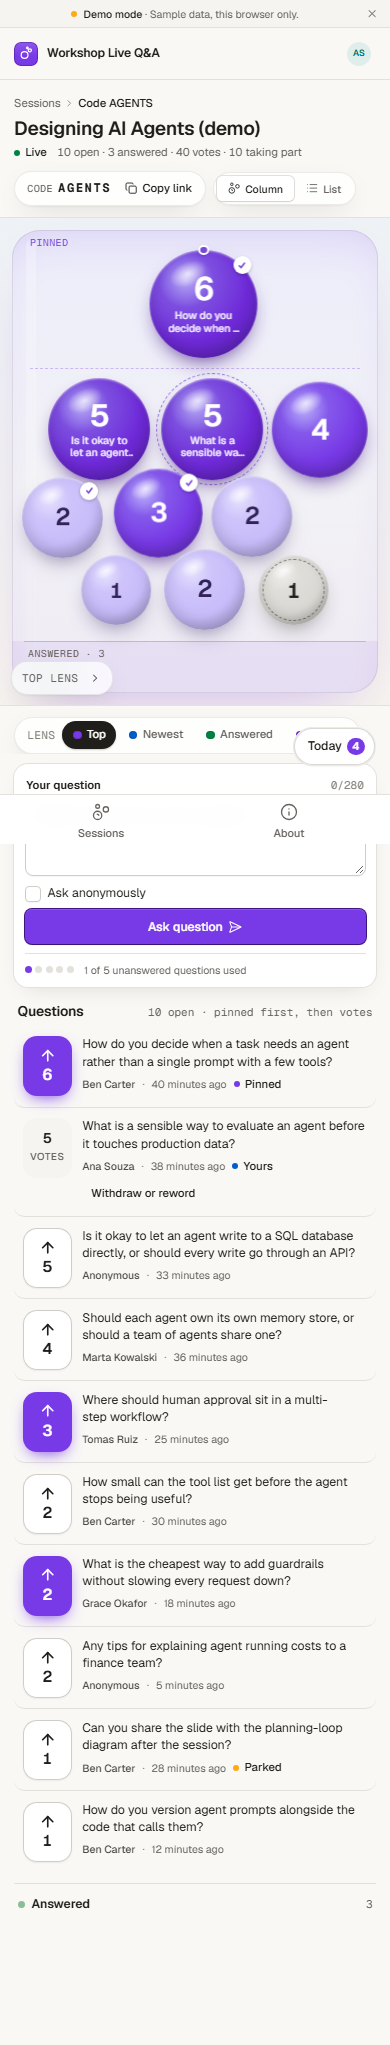 Demo mode · Sample data, this browser only.
Workshop Live Q&A
AS
Sessions > Code AGENTS
Designing AI Agents (demo)
Live 10 open · 3 answered · 40 votes · 10 taking part
CODE AGENTS Copy link Column List
PINNED
6
How do you
decide when …
5
Is it okay to
let an agent…
5
What is a
sensible wa…
4
2
3
2
1
2
1
ANSWERED · 3
TOP LENS
LENS Top Newest Answered
Today 4
Your question 0/280
Sessions About
Ask anonymously
Ask question
1 of 5 unanswered questions used
Questions 10 open · pinned first, then votes
6
How do you decide when a task needs an agent
rather than a single prompt with a few tools?
Ben Carter · 40 minutes ago Pinned
5
VOTES
What is a sensible way to evaluate an agent before
it touches production data?
Ana Souza · 38 minutes ago Yours
Withdraw or reword
5
Is it okay to let an agent write to a SQL database
directly, or should every write go through an API?
Anonymous · 33 minutes ago
4
Should each agent own its own memory store, or
should a team of agents share one?
Marta Kowalski · 36 minutes ago
3
Where should human approval sit in a multi-
step workflow?
Tomas Ruiz · 25 minutes ago
2
How small can the tool list get before the agent
stops being useful?
Ben Carter · 30 minutes ago
2
What is the cheapest way to add guardrails
without slowing every request down?
Grace Okafor · 18 minutes ago
2
Any tips for explaining agent running costs to a
finance team?
Anonymous · 5 minutes ago
1
Can you share the slide with the planning-loop
diagram after the session?
Ben Carter · 28 minutes ago Parked
1
How do you version agent prompts alongside the
code that calls them?
Ben Carter · 12 minutes ago
Answered 3